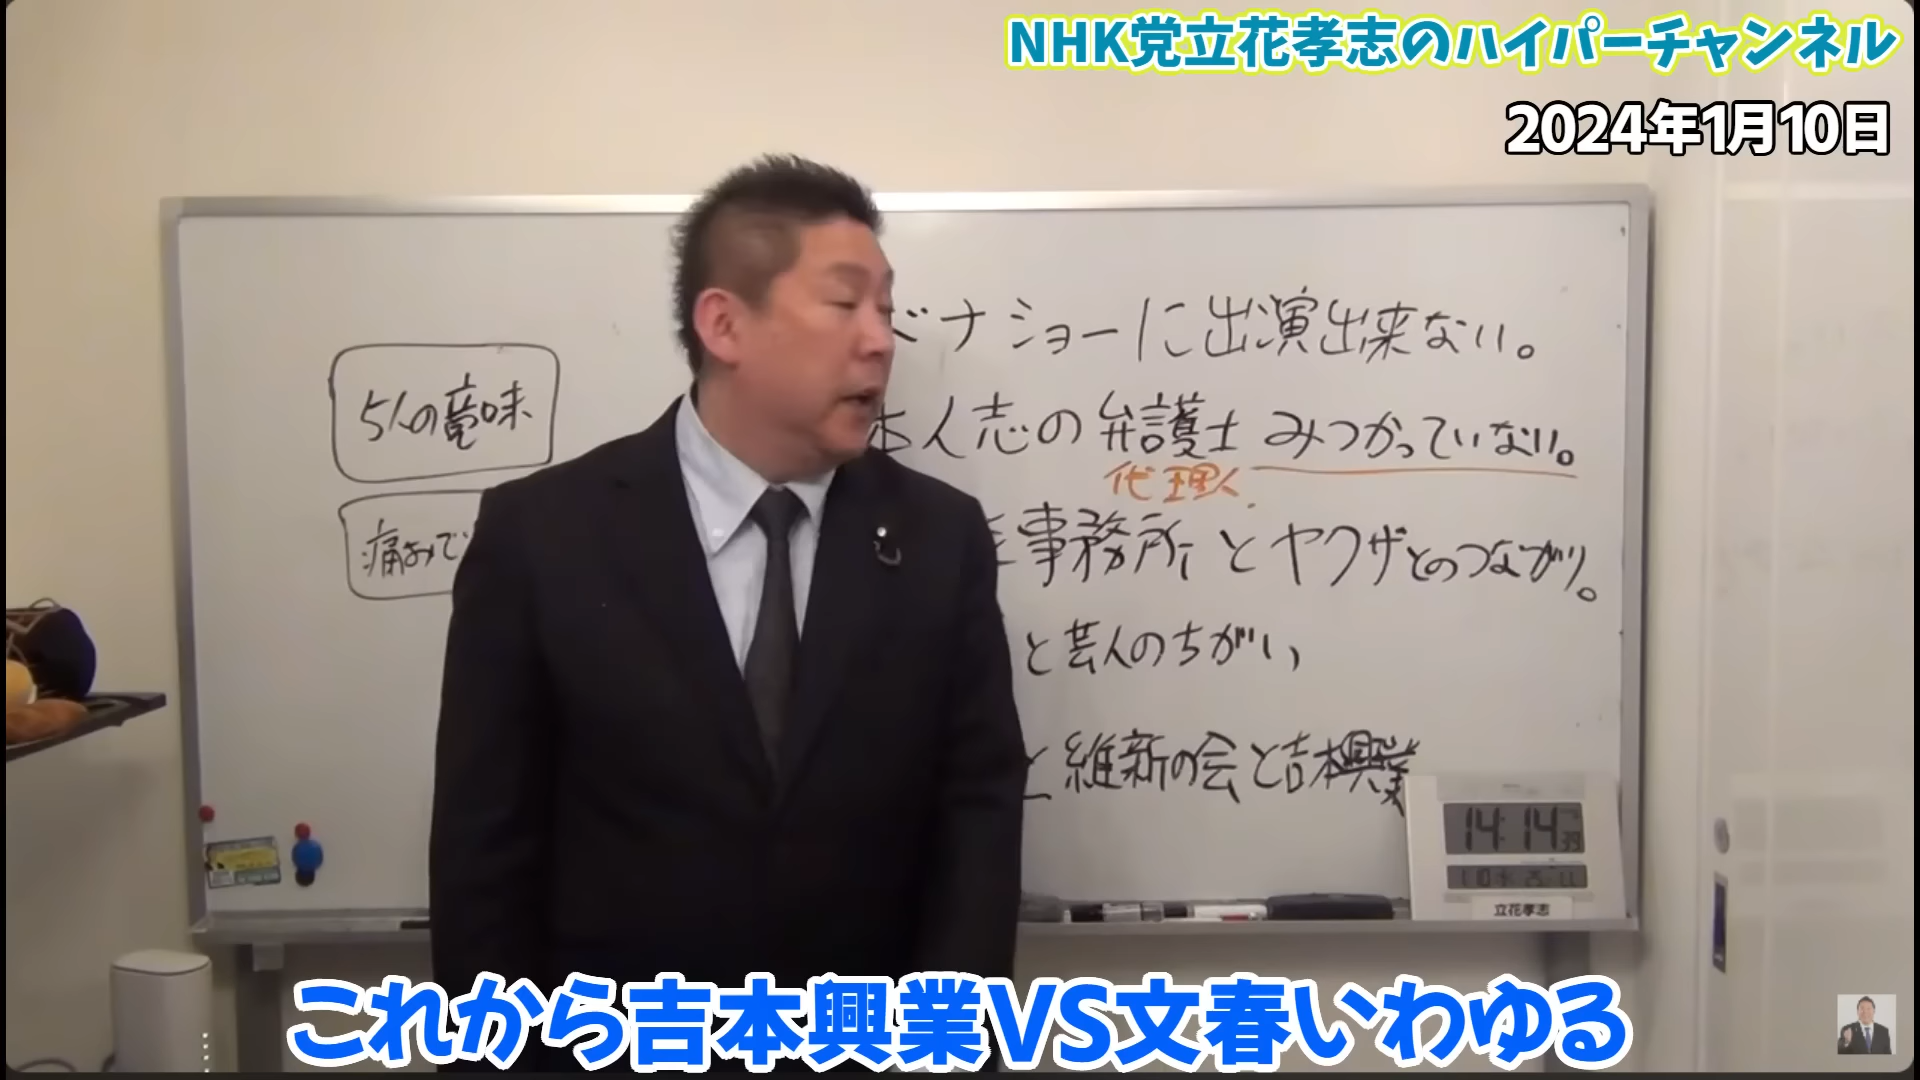 NHK党立花孝志のハイパーチャンネル
2024年1月10日
ベナショーに出演出来ない。
5人の意味
本人志の弁護士みつかっていない。
代理人
事務所とヤクザとのつながり。
痛みで
と芸人のちがい
と維新の会と吉本興業
14:14 39
立花孝志
これから吉本興業VS文春いわゆる